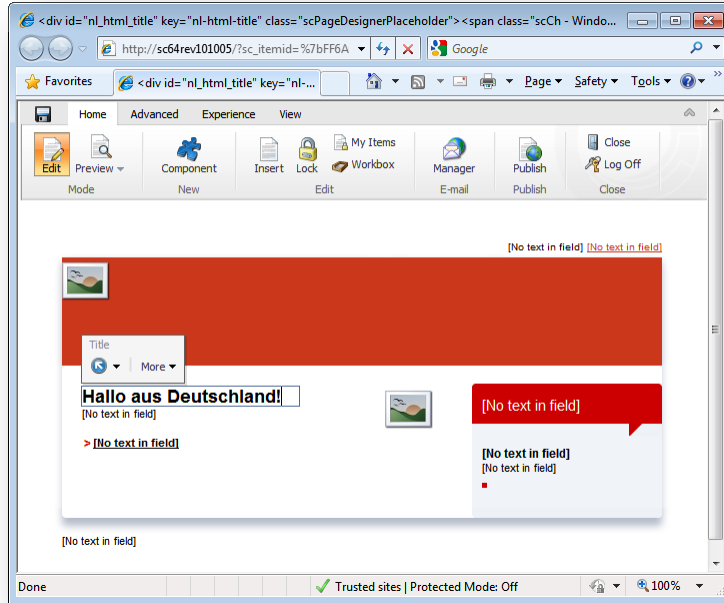 <div id="nl_html_title" key="nl-html-title" class="scPageDesignerPlaceholder"><span class="scCh - Windo...
http://sc64rev101005/?sc_itemid=%7bFF6A
Google
Favorites
<div id="nl_html_title" key="nl-...
Page
Safety
Tools
»
Home Advanced Experience View
Edit
Preview
Component
Insert
Lock
My Items
Workbox
Manager
Publish
Close
Log Off
Mode
New
Edit
E-mail
Publish
Close
[No text in field] [No text in field]
Title
More
Hallo aus Deutschland!
[No text in field]
> [No text in field]
[No text in field]
[No text in field]
[No text in field]
[No text in field]
Done
Trusted sites | Protected Mode: Off
100%